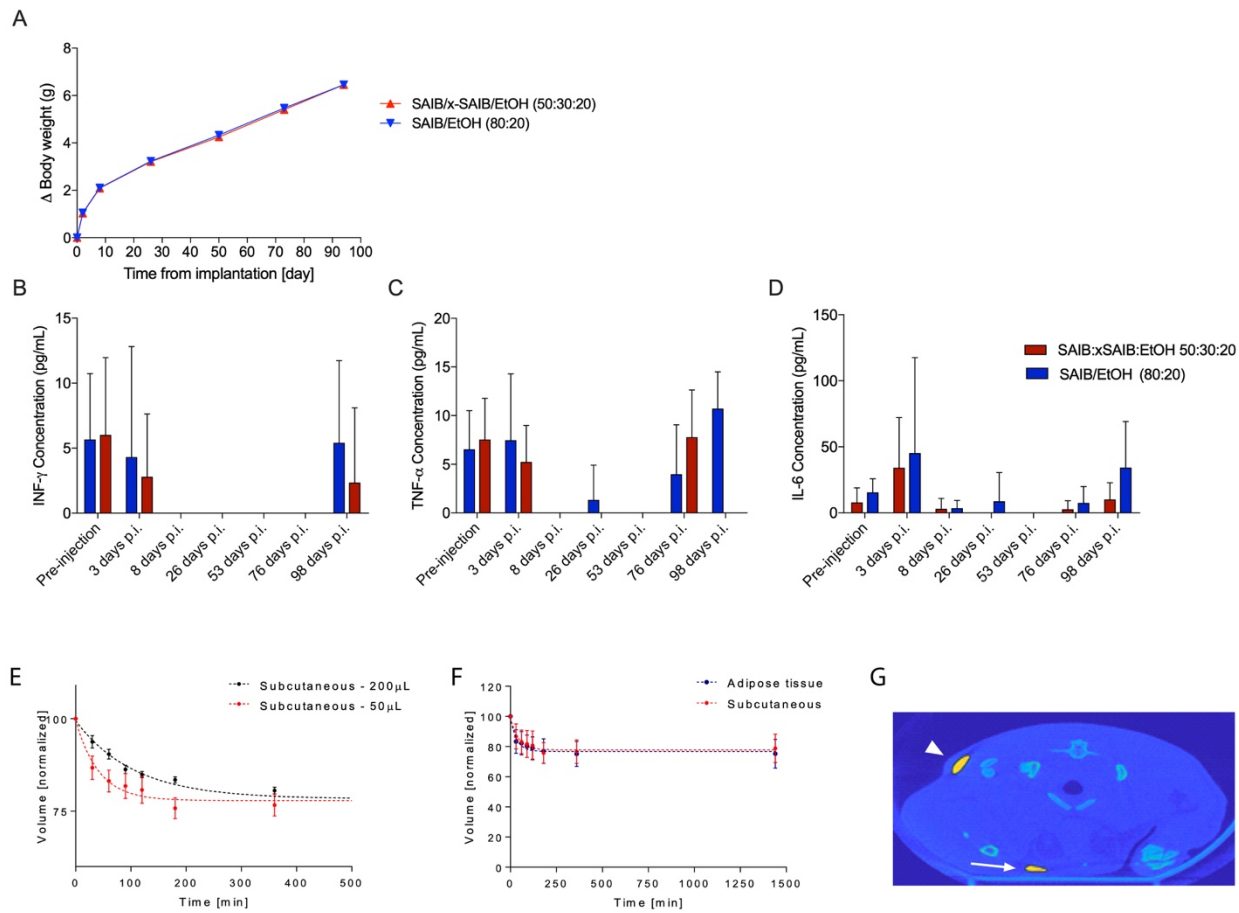 A
Δ Body weight (g)
8
6
4
2
0
0 10 20 30 40 50 60 70 80 90 100
Time from implantation [day]
SAIB/x-SAIB/EtOH (50:30:20)
SAIB/EtOH (80:20)
B
INF-γ Concentration (pg/mL)
15
10
5
0
Pre-injection
3 days p.i.
8 days p.i.
26 days p.i.
53 days p.i.
76 days p.i.
98 days p.i.
C
TNF-α Concentration (pg/mL)
20
15
10
5
0
Pre-injection
3 days p.i.
8 days p.i.
26 days p.i.
53 days p.i.
76 days p.i.
98 days p.i.
D
IL-6 Concentration (pg/mL)
150
100
50
0
Pre-injection
3 days p.i.
8 days p.i.
26 days p.i.
53 days p.i.
76 days p.i.
98 days p.i.
SAIB:xSAIB:EtOH 50:30:20
SAIB/EtOH (80:20)
E
Volume [normalized]
100
75
0 100 200 300 400 500
Time [min]
Subcutaneous - 200µL
Subcutaneous - 50µL
F
Volume [normalized]
120
100
80
60
40
20
0
0 250 500 750 1000 1250 1500
Time [min]
Adipose tissue
Subcutaneous
G